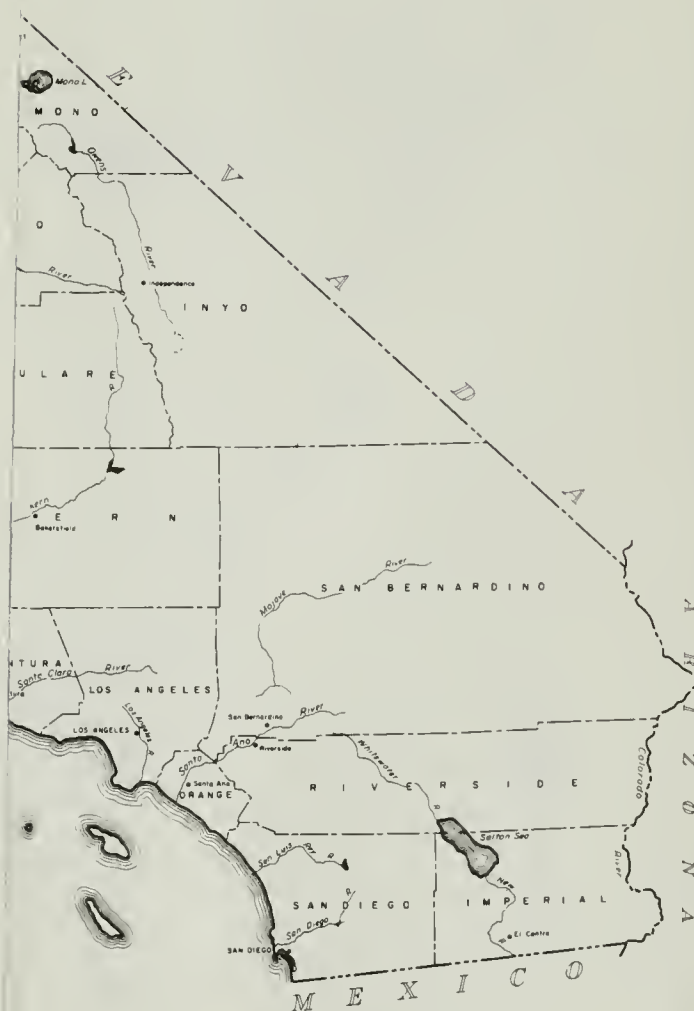 E
V
A
D
A
Mono L.
MONO
Owens
River
O
River
Independence
INYO
ULARE
R.
Kern
ERN
Bakersfield
Mojave
River
SAN BERNARDINO
NTURA
Santa Clara
River
tura
LOS ANGELES
Los Angeles
R.
LOS ANGELES
San Bernardino
River
Santa
Ana
Riverside
Santa Ana
ORANGE
Whitewater
R.
RIVERSIDE
Colorado
River
ARIZONA
Salton Sea
San Luis
Rey
R.
New
R.
SAN DIEGO
IMPERIAL
San Diego
R.
El Centro
SAN DIEGO
MEXICO